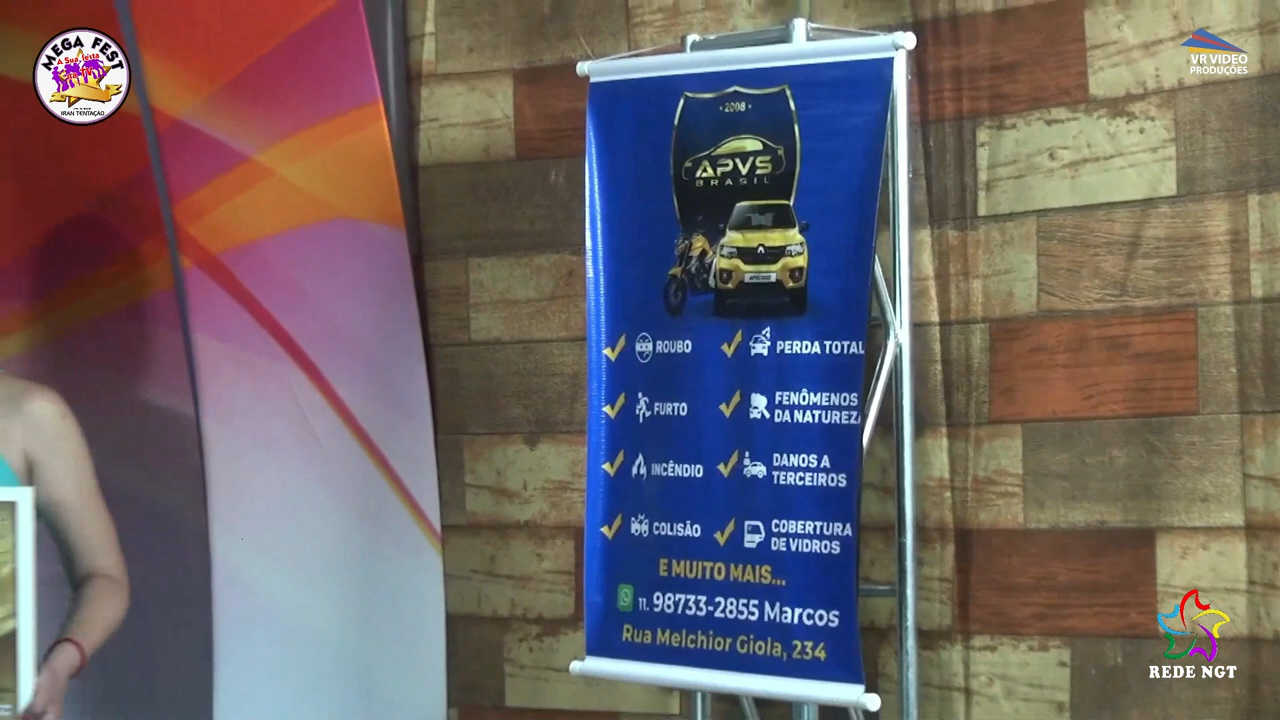 MEGA FEST
A Sua festa
IRAN TENTAÇÃO
VR VIDEO
PRODUÇÕES
2008
APVS
BRASIL
ROUBO
PERDA TOTAL
FURTO
FENÔMENOS
DA NATUREZA
INCÊNDIO
DANOS A
TERCEIROS
COLISÃO
COBERTURA
DE VIDROS
E MUITO MAIS...
11. 98733-2855 Marcos
Rua Melchior Giola, 234
REDE NGT